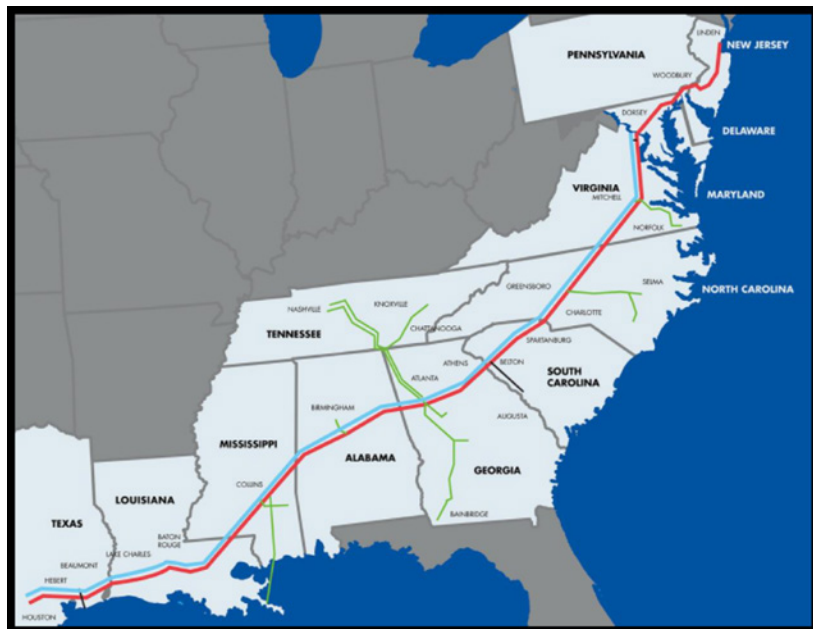 LINDEN
NEW JERSEY
PENNSYLVANIA
WOODBURY
DORSEY
DELAWARE
VIRGINIA
MITCHELL
MARYLAND
NORFOLK
NORTH CAROLINA
SELMA
GREENSBORO
CHARLOTTE
NASHVILLE
KNOXVILLE
CHATTANOOGA
TENNESSEE
SPARTANBURG
ATHENS
BELTON
SOUTH
CAROLINA
ATLANTA
BIRMINGHAM
AUGUSTA
MISSISSIPPI
ALABAMA
GEORGIA
COLLINS
LOUISIANA
BAINBRIDGE
TEXAS
BATON
ROUGE
LAKE CHARLES
BEAUMONT
HEBERT
HOUSTON